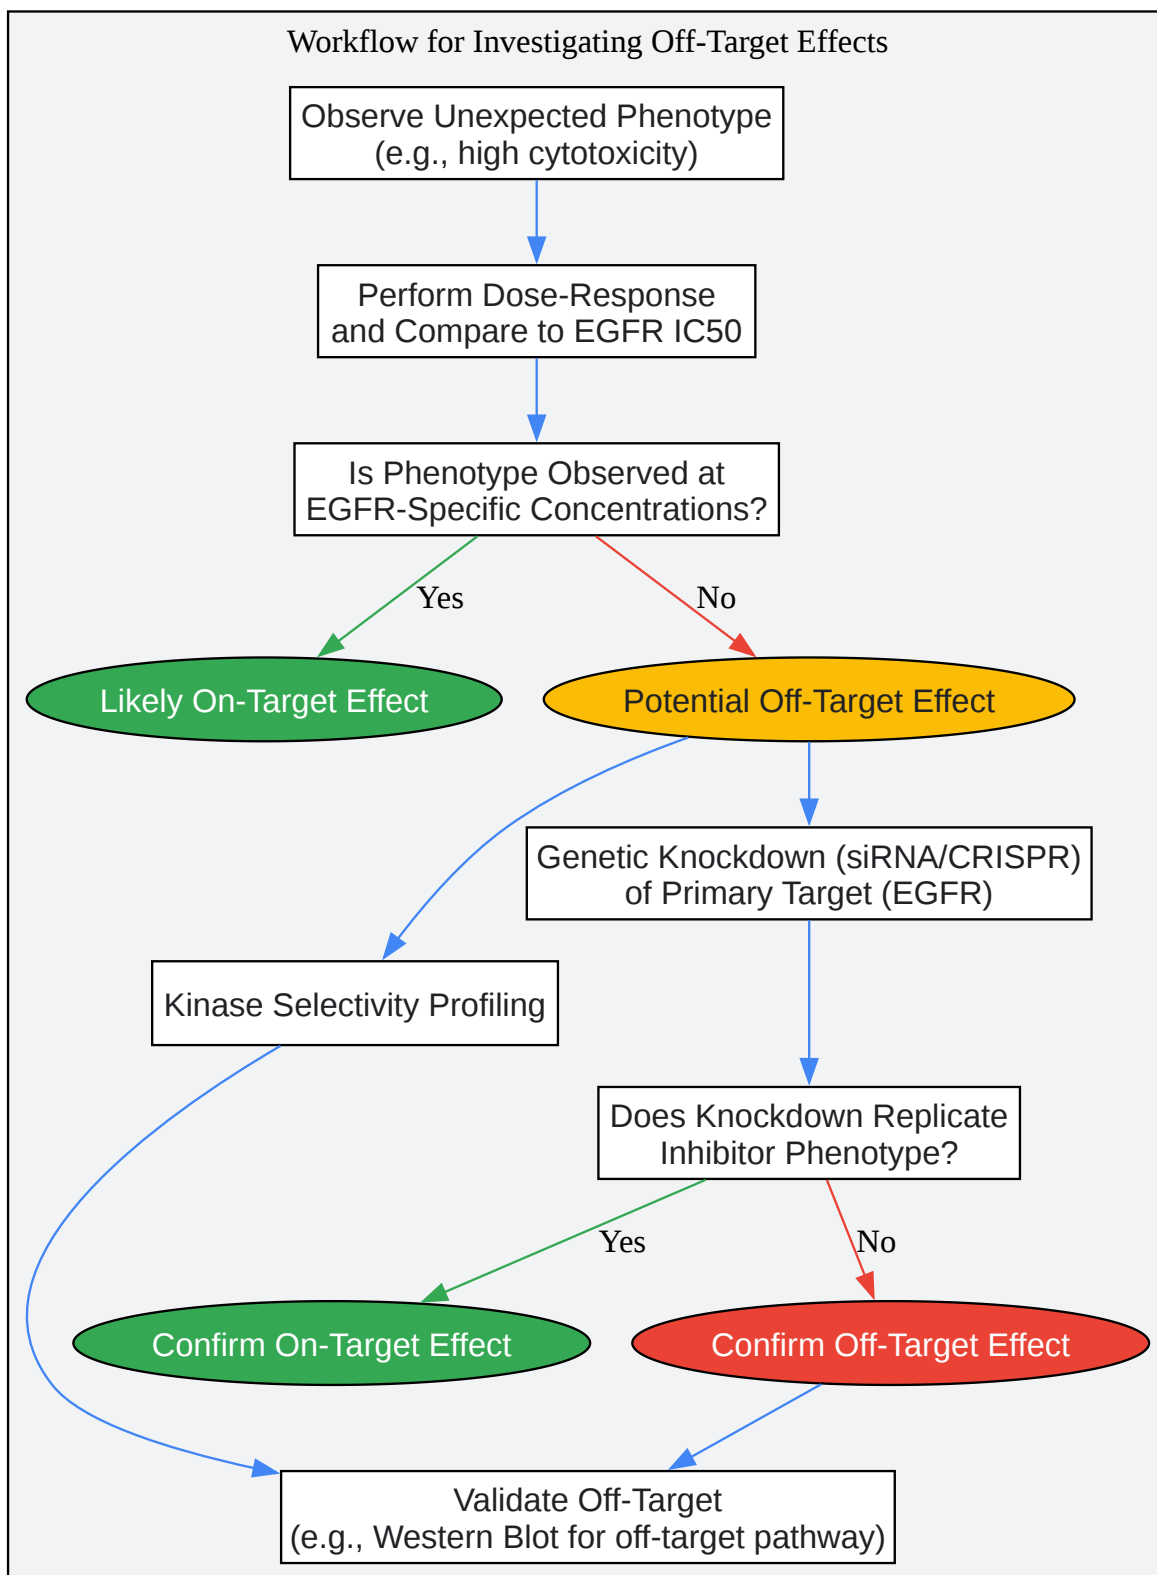 Workflow for Investigating Off-Target Effects
Observe Unexpected Phenotype
(e.g., high cytotoxicity)
Perform Dose-Response
and Compare to EGFR IC50
Is Phenotype Observed at
EGFR-Specific Concentrations?
Yes
No
Likely On-Target Effect
Potential Off-Target Effect
Genetic Knockdown (siRNA/CRISPR)
of Primary Target (EGFR)
Kinase Selectivity Profiling
Does Knockdown Replicate
Inhibitor Phenotype?
Yes
No
Confirm On-Target Effect
Confirm Off-Target Effect
Validate Off-Target
(e.g., Western Blot for off-target pathway)